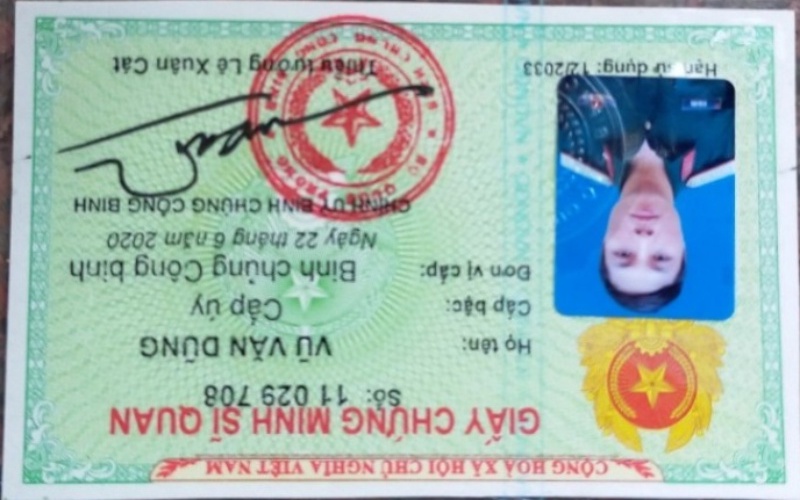 CỘNG HOÀ XÃ HỘI CHỦ NGHĨA VIỆT NAM
GIẤY CHỨNG MINH SĨ QUAN
Số: 11 029 708
Họ tên: VŨ VĂN DŨNG
Cấp bậc: Cấp úy
Đơn vị cấp: Binh chủng Công binh
Ngày 22 tháng 6 năm 2020
CHÍNH ỦY BINH CHỦNG CÔNG BINH
Thiếu tướng Lê Xuân Cát
Hạn sử dụng: 12/2033